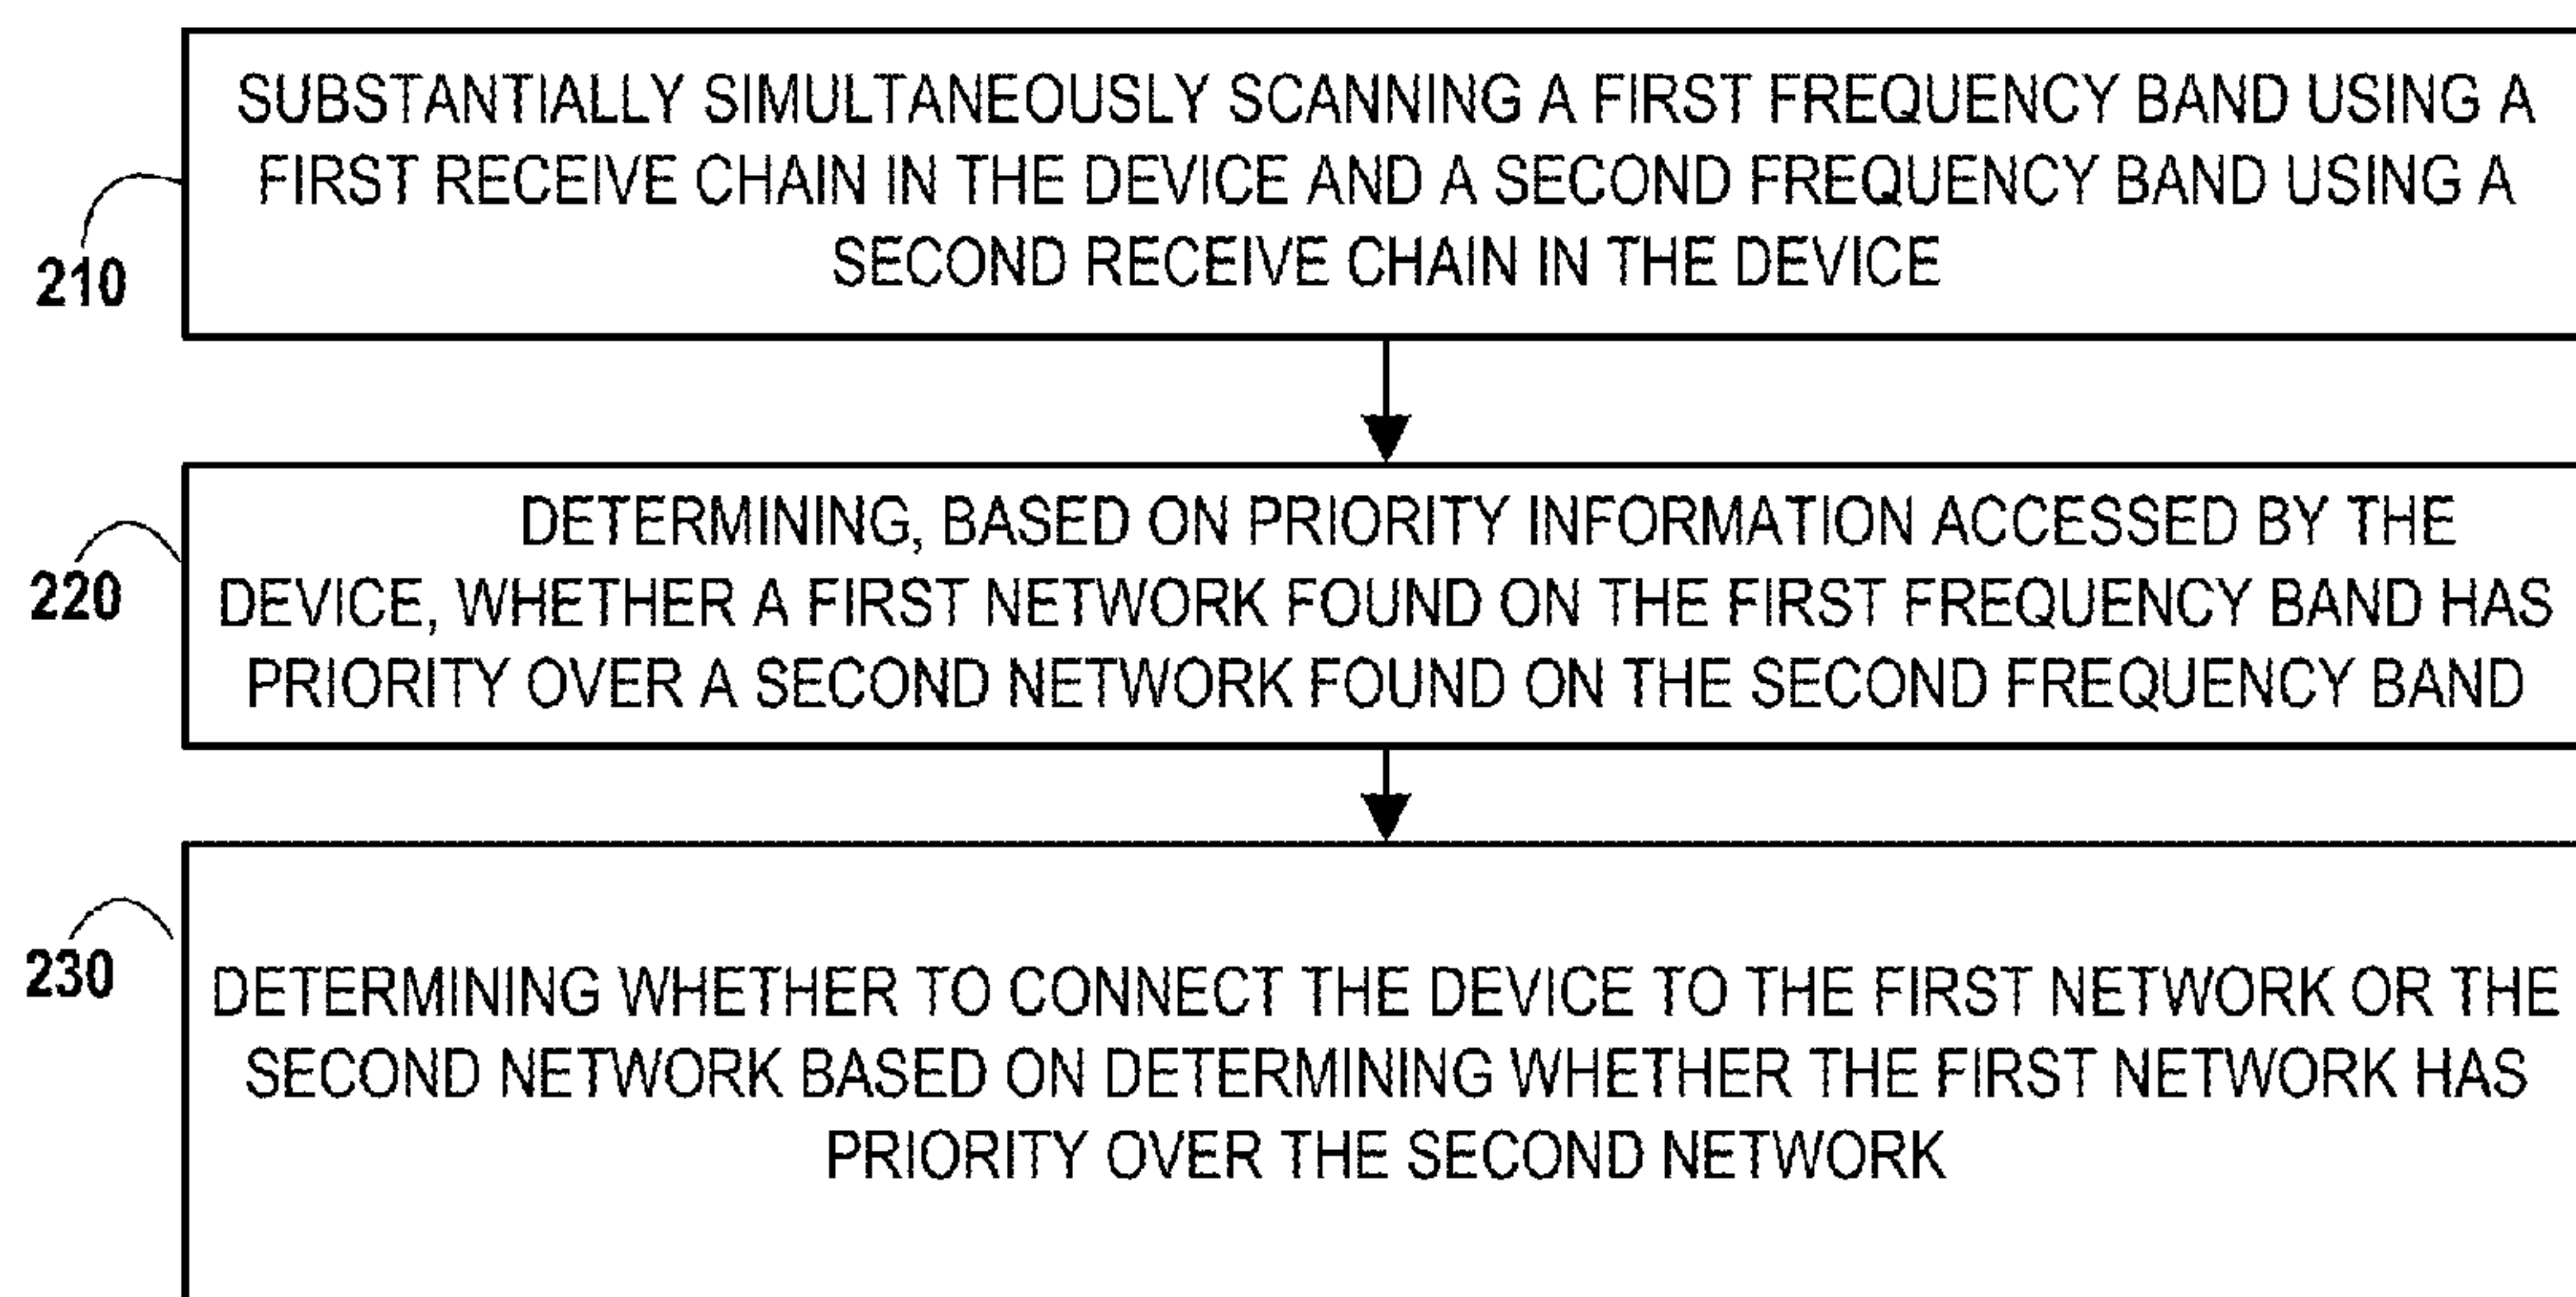 SUBSTANTIALLY SIMULTANEOUSLY SCANNING A FIRST FREQUENCY BAND USING A
FIRST RECEIVE CHAIN IN THE DEVICE AND A SECOND FREQUENCY BAND USING A
SECOND RECEIVE CHAIN IN THE DEVICE
210
DETERMINING, BASED ON PRIORITY INFORMATION ACCESSED BY THE
DEVICE, WHETHER A FIRST NETWORK FOUND ON THE FIRST FREQUENCY BAND HAS
PRIORITY OVER A SECOND NETWORK FOUND ON THE SECOND FREQUENCY BAND
220
DETERMINING WHETHER TO CONNECT THE DEVICE TO THE FIRST NETWORK OR THE
SECOND NETWORK BASED ON DETERMINING WHETHER THE FIRST NETWORK HAS
PRIORITY OVER THE SECOND NETWORK
230